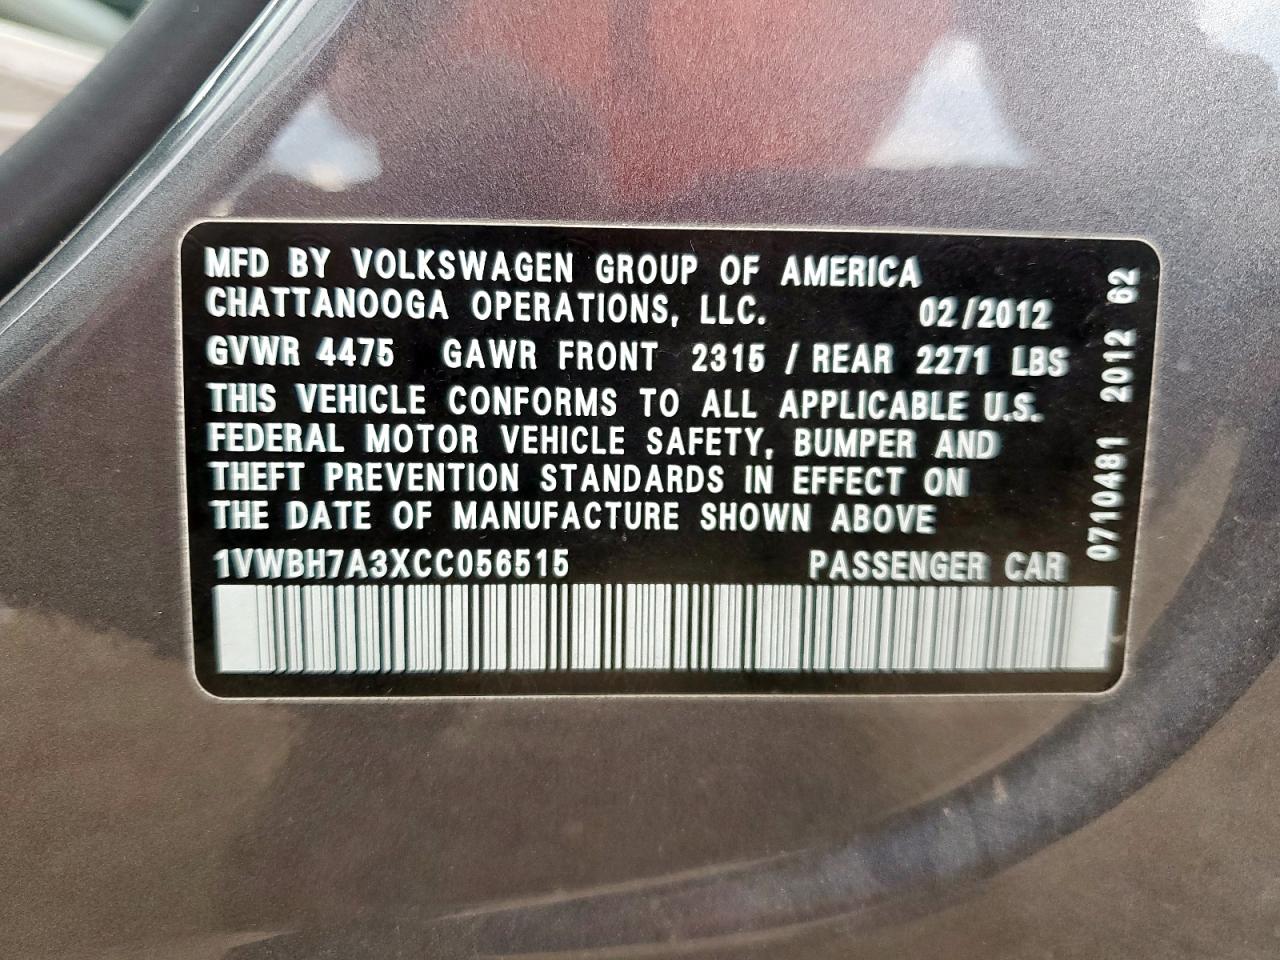 MFD BY VOLKSWAGEN GROUP OF AMERICA
CHATTANOOGA OPERATIONS, LLC. 02/2012
GVWR 4475 GAWR FRONT 2315 / REAR 2271 LBS
THIS VEHICLE CONFORMS TO ALL APPLICABLE U.S.
FEDERAL MOTOR VEHICLE SAFETY, BUMPER AND
THEFT PREVENTION STANDARDS IN EFFECT ON
THE DATE OF MANUFACTURE SHOWN ABOVE
1VWBH7A3XCC056515 PASSENGER CAR
0710481 2012 62